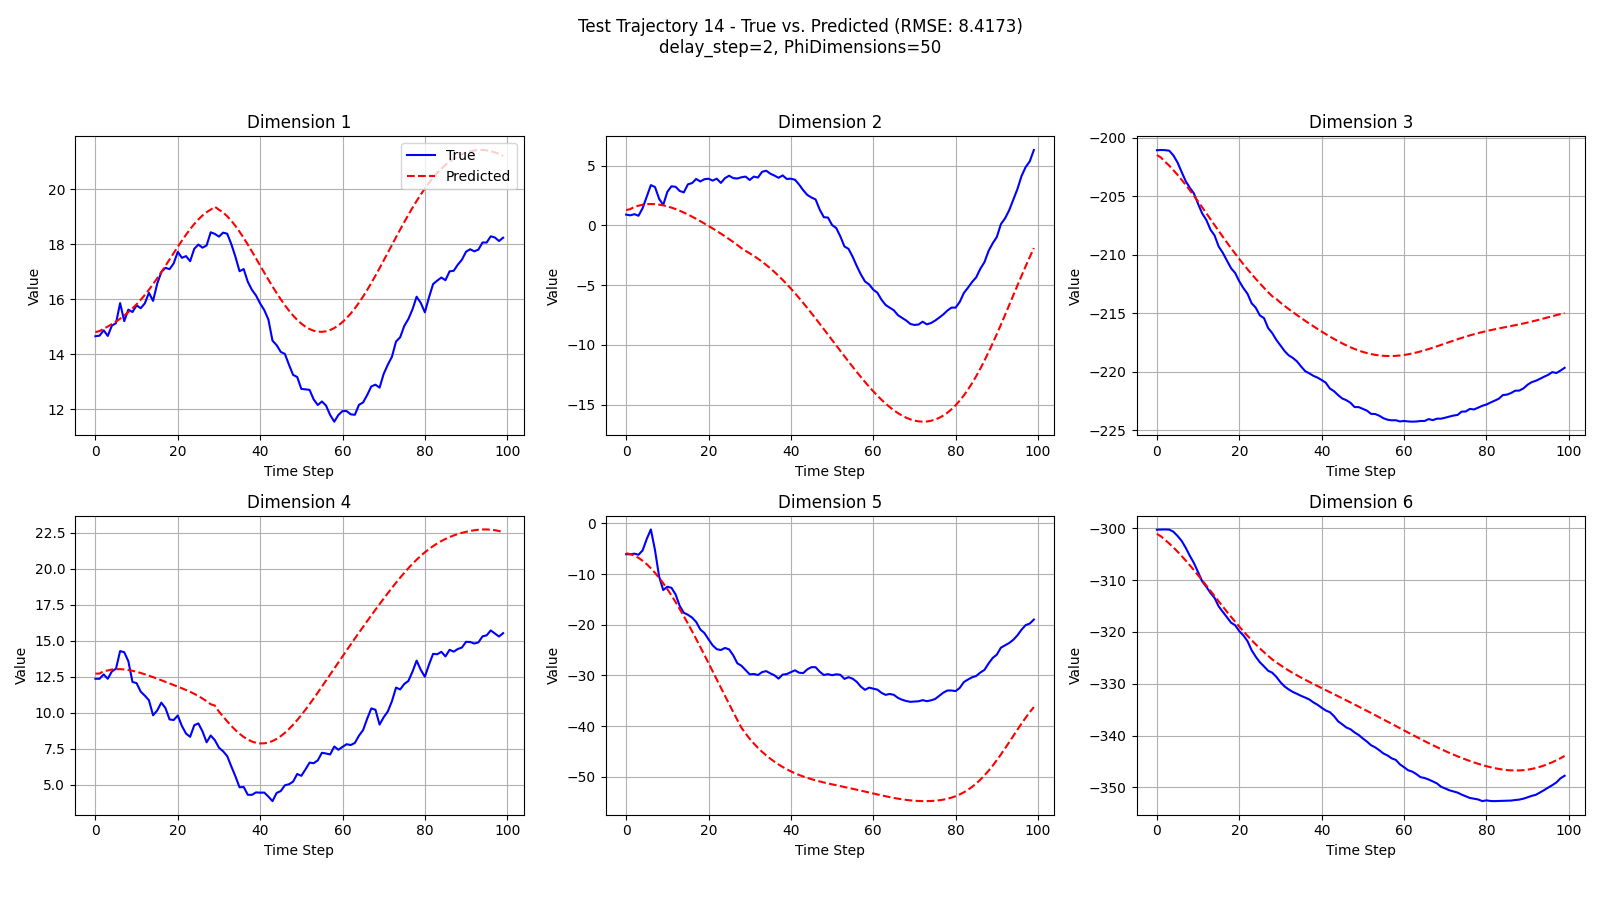 Test Trajectory 14 - True vs. Predicted (RMSE: 8.4173)
delay_step=2, PhiDimensions=50
Dimension 1
True
Predicted
20
18
16
14
12
Value
0 20 40 60 80 100
Time Step
Dimension 2
5
0
−5
−10
−15
Value
0 20 40 60 80 100
Time Step
Dimension 3
−200
−205
−210
−215
−220
−225
Value
0 20 40 60 80 100
Time Step
Dimension 4
22.5
20.0
17.5
15.0
12.5
10.0
7.5
5.0
Value
0 20 40 60 80 100
Time Step
Dimension 5
0
−10
−20
−30
−40
−50
Value
0 20 40 60 80 100
Time Step
Dimension 6
−300
−310
−320
−330
−340
−350
Value
0 20 40 60 80 100
Time Step